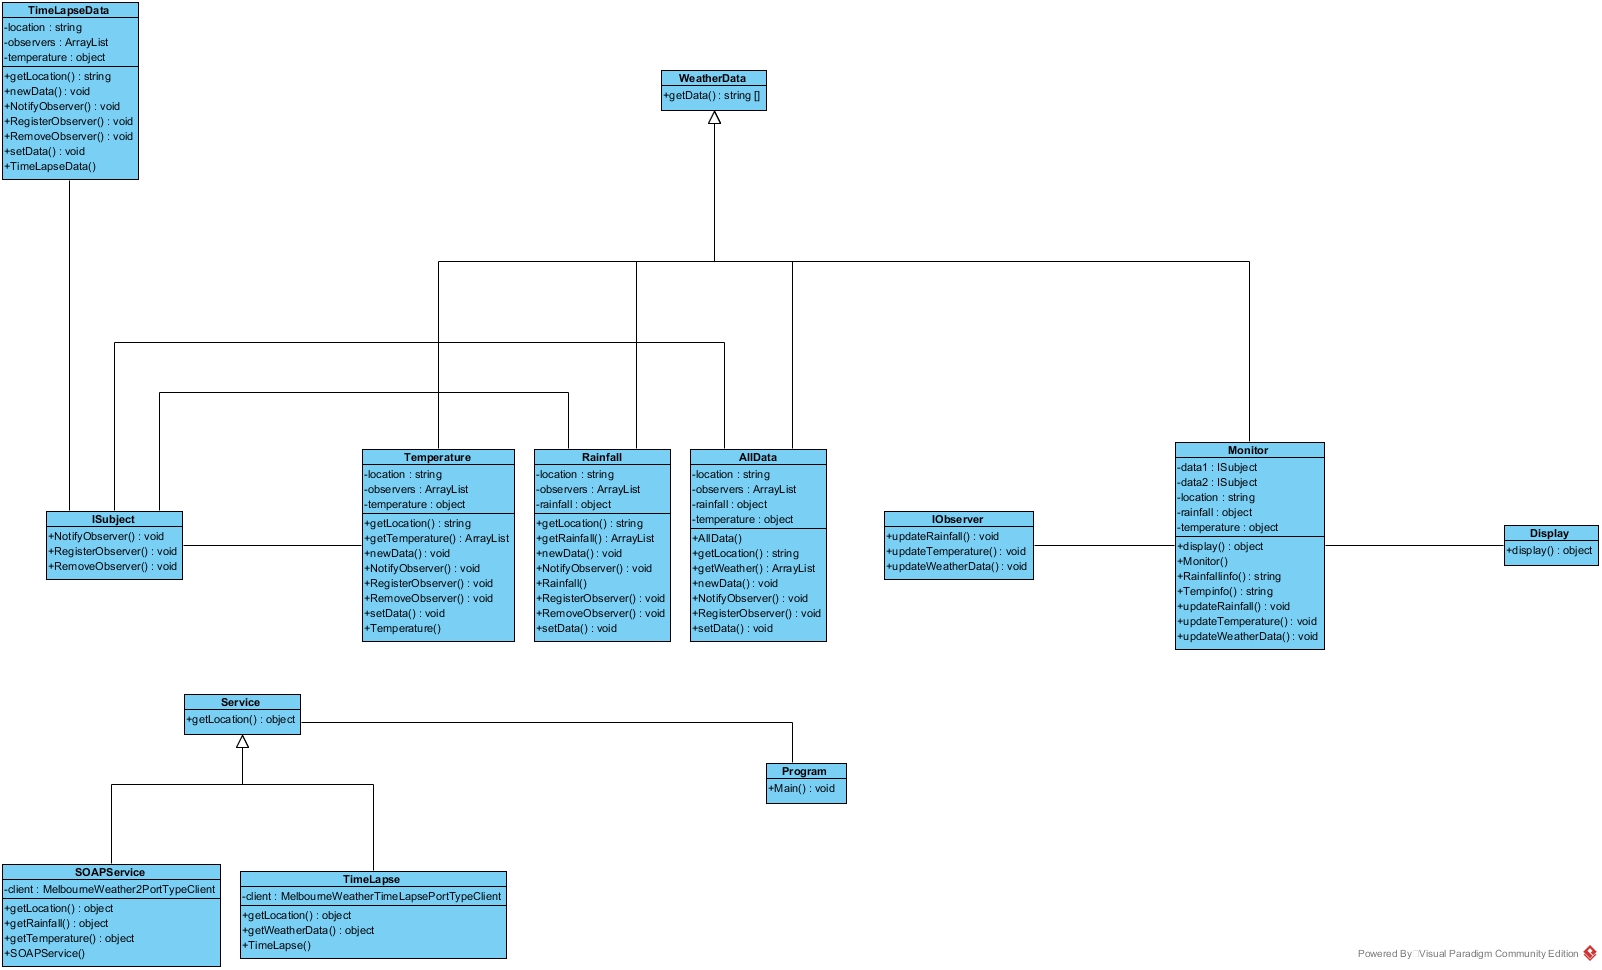 TimeLapseData
-location : string
-observers : ArrayList
-temperature : object
+getLocation() : string
+newData() : void
+NotifyObserver() : void
+RegisterObserver() : void
+RemoveObserver() : void
+setData() : void
+TimeLapseData()
WeatherData
+getData() : string []
Temperature
-location : string
-observers : ArrayList
-temperature : object
+getLocation() : string
+getTemperature() : ArrayList
+newData() : void
+NotifyObserver() : void
+RegisterObserver() : void
+RemoveObserver() : void
+setData() : void
+Temperature()
Rainfall
-location : string
-observers : ArrayList
-rainfall : object
+getLocation() : string
+getRainfall() : ArrayList
+newData() : void
+NotifyObserver() : void
+Rainfall()
+RegisterObserver() : void
+RemoveObserver() : void
+setData() : void
AllData
-location : string
-observers : ArrayList
-rainfall : object
-temperature : object
+AllData()
+getLocation() : string
+getWeather() : ArrayList
+newData() : void
+NotifyObserver() : void
+RegisterObserver() : void
+setData() : void
Monitor
-data1 : ISubject
-data2 : ISubject
-location : string
-rainfall : object
-temperature : object
+display() : object
+Monitor()
+Rainfallinfo() : string
+Tempinfo() : string
+updateRainfall() : void
+updateTemperature() : void
+updateWeatherData() : void
ISubject
+NotifyObserver() : void
+RegisterObserver() : void
+RemoveObserver() : void
IObserver
+updateRainfall() : void
+updateTemperature() : void
+updateWeatherData() : void
Display
+display() : object
Service
+getLocation() : object
Program
+Main() : void
SOAPService
-client : MelbourneWeather2PortTypeClient
+getLocation() : object
+getRainfall() : object
+getTemperature() : object
+SOAPService()
TimeLapse
-client : MelbourneWeatherTimeLapsePortTypeClient
+getLocation() : object
+getWeatherData() : object
+TimeLapse()
Powered By Visual Paradigm Community Edition